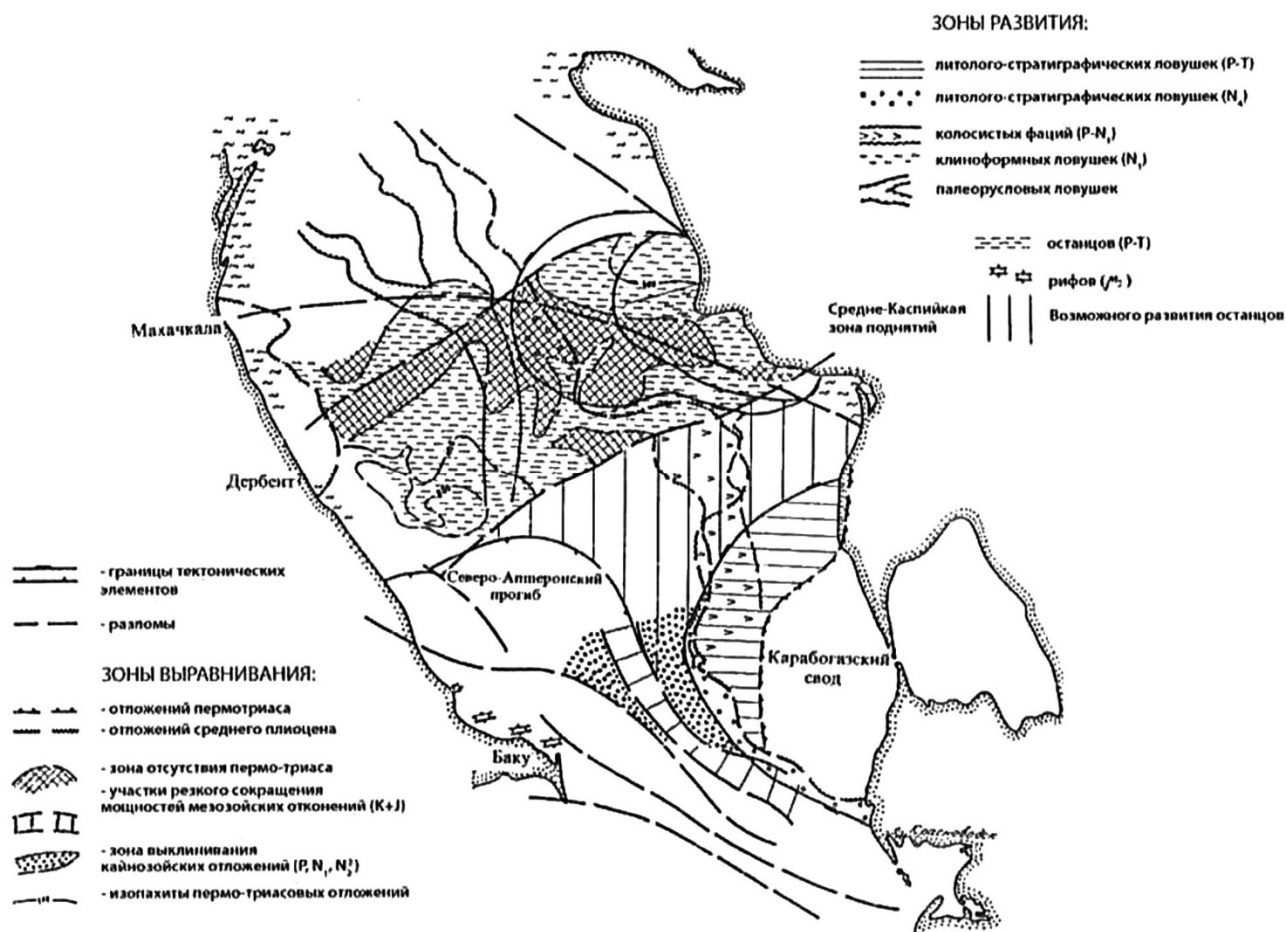 ЗОНЫ РАЗВИТИЯ:
литолого-стратиграфических ловушек (P-T)
литолого-стратиграфических ловушек (N₄)
колосистых фаций (P-N₁)
клиноформных ловушек (N₁)
палеорусловых ловушек
останцов (P-T)
рифов
Средне-Каспийкая
зона поднятий
Возможного развития останцов
Махачкала
Дербент
Северо-Апшеронский
прогиб
Карабогазский
свод
Баку
- границы тектонических
элементов
- разломы
ЗОНЫ ВЫРАВНИВАНИЯ:
- отложений пермотриаса
- отложений среднего плиоцена
- зона отсутствия пермо-триаса
- участки резкого сокращения
мощностей мезозойских отконений (K+J)
- зона выклинивания
кайнозойских отложений (P, N₁, N₂³)
- изопахиты пермо-триасовых отложений